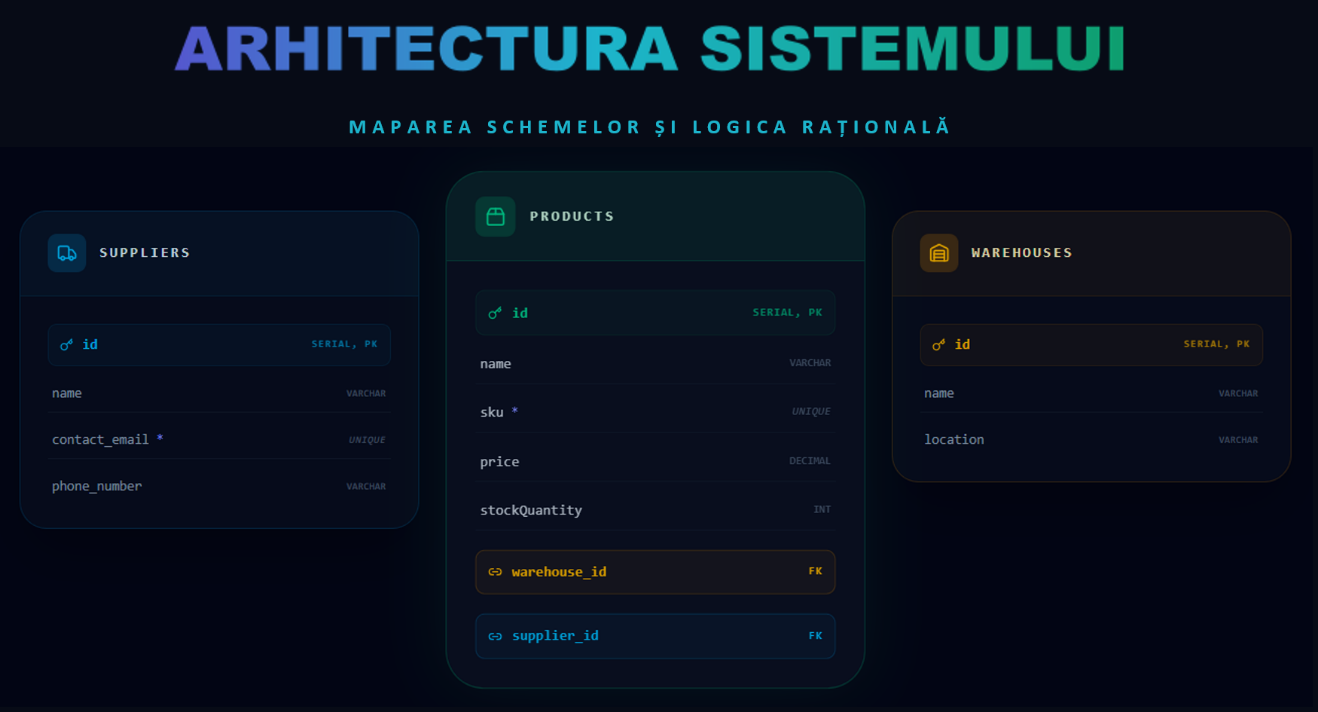 ARHITECTURA SISTEMULUI
MAPAREA SCHEMELOR ȘI LOGICA RAȚIONALĂ
SUPPLIERS
id SERIAL, PK
name VARCHAR
contact_email * UNIQUE
phone_number VARCHAR
PRODUCTS
id SERIAL, PK
name VARCHAR
sku * UNIQUE
price DECIMAL
stockQuantity INT
warehouse_id FK
supplier_id FK
WAREHOUSES
id SERIAL, PK
name VARCHAR
location VARCHAR